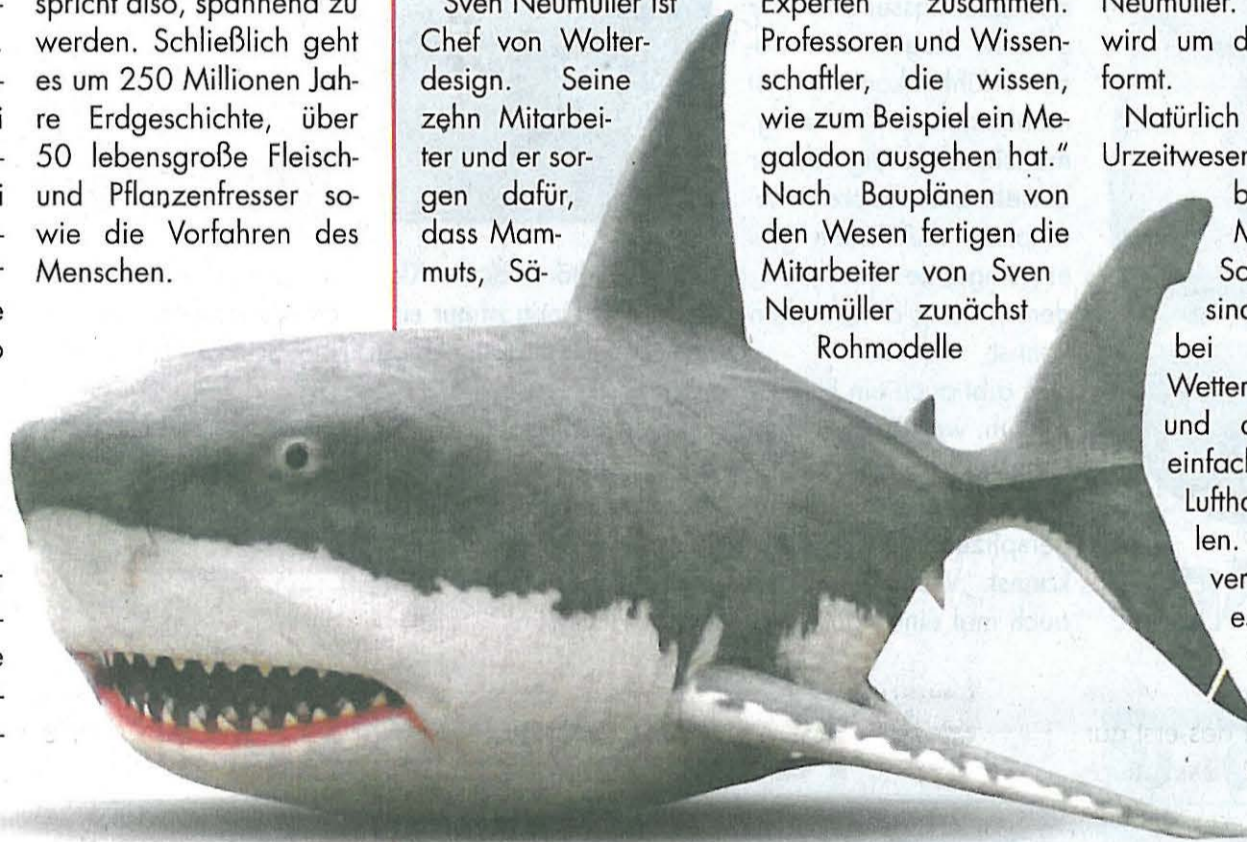 spricht also, spannend zu
werden. Schließlich geht
es um 250 Millionen Jah-
re Erdgeschichte, über
50 lebensgroße Fleisch-
und Pflanzenfresser so-
wie die Vorfahren des
Menschen.
Sven Neumüller ist
Chef von Wolter-
design. Seine
zehn Mitarbei-
ter und er sor-
gen dafür,
dass Mam-
muts, Sä-
Experten zusammen.
Professoren und Wissen-
schaftler, die wissen,
wie zum Beispiel ein Me-
galodon ausgehen hat."
Nach Bauplänen von
den Wesen fertigen die
Mitarbeiter von Sven
Neumüller zunächst
Rohmodelle
Neumüller.
wird um d
formt.
Natürlich
Urzeitwesen
b
M
Sc
sind
bei
Wetter
und
einfach
Luftho
len.
ver
e